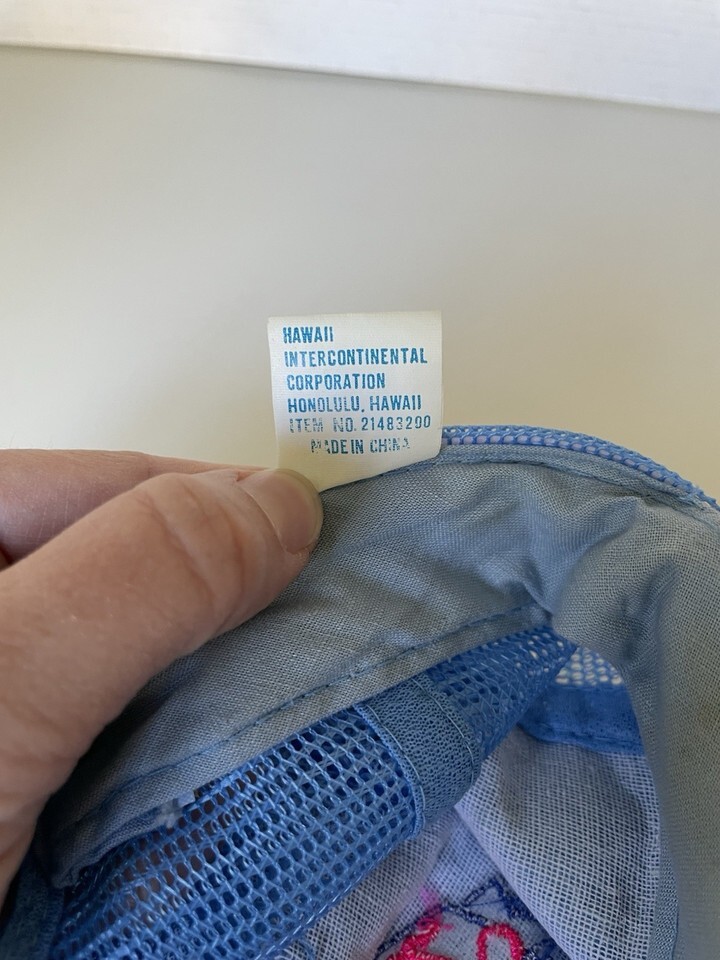 HAWAII
INTERCONTINENTAL
CORPORATION
HONOLULU, HAWAII
ITEM NO. 21483200
MADE IN CHINA